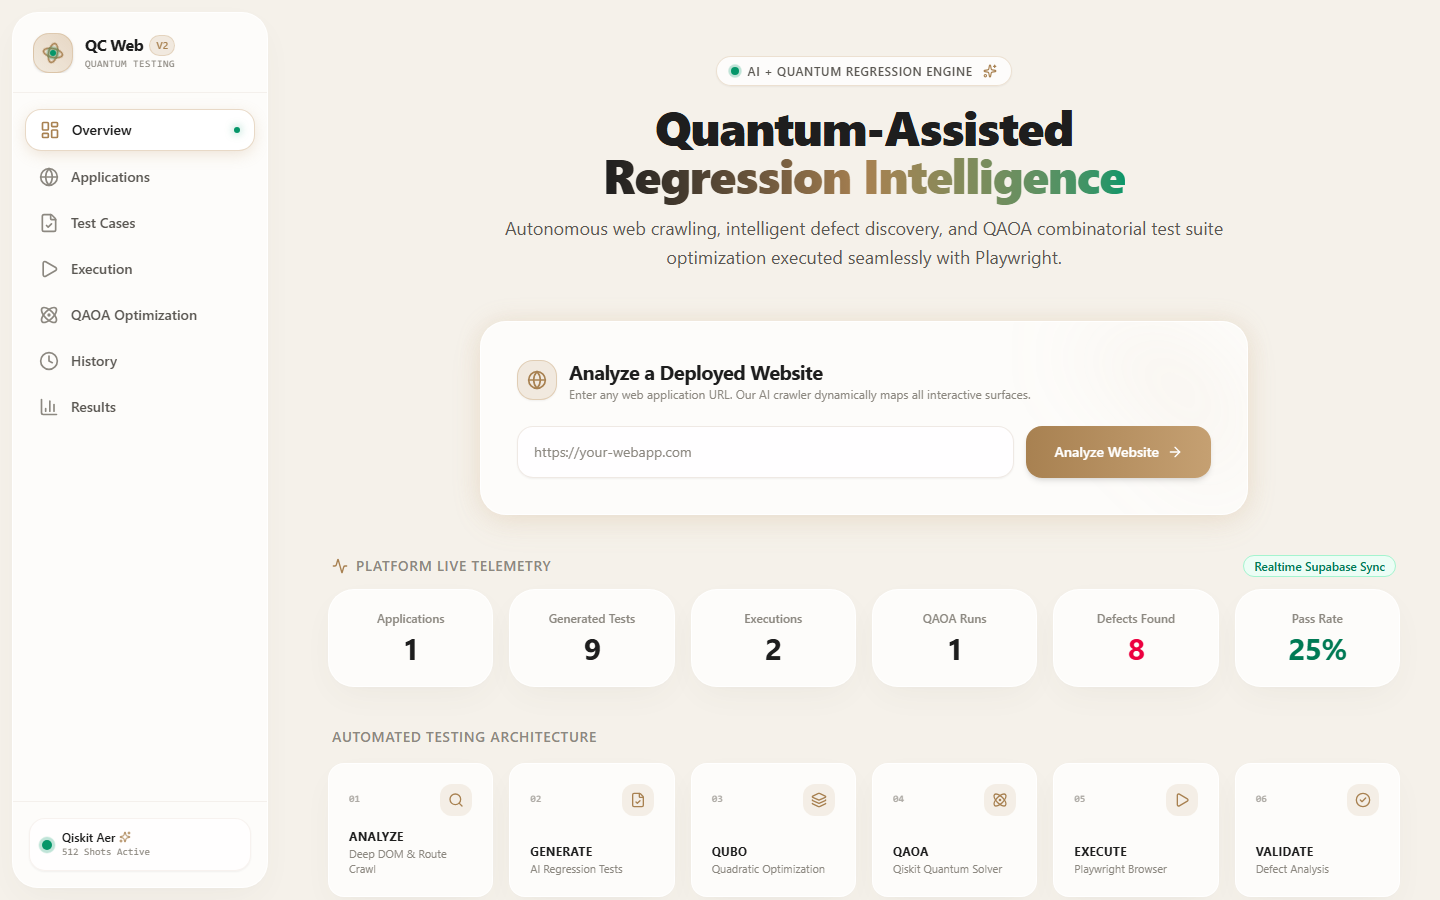 QC Web V2
QUANTUM TESTING
Overview
Applications
Test Cases
Execution
QAOA Optimization
History
Results
Qiskit Aer
512 Shots Active
AI + QUANTUM REGRESSION ENGINE
Quantum-Assisted
Regression Intelligence
Autonomous web crawling, intelligent defect discovery, and QAOA combinatorial test suite
optimization executed seamlessly with Playwright.
Analyze a Deployed Website
Enter any web application URL. Our AI crawler dynamically maps all interactive surfaces.
https://your-webapp.com
Analyze Website
PLATFORM LIVE TELEMETRY
Realtime Supabase Sync
Applications
1
Generated Tests
9
Executions
2
QAOA Runs
1
Defects Found
8
Pass Rate
25%
AUTOMATED TESTING ARCHITECTURE
01
ANALYZE
Deep DOM & Route
Crawl
02
GENERATE
AI Regression Tests
03
QUBO
Quadratic Optimization
04
QAOA
Qiskit Quantum Solver
05
EXECUTE
Playwright Browser
06
VALIDATE
Defect Analysis